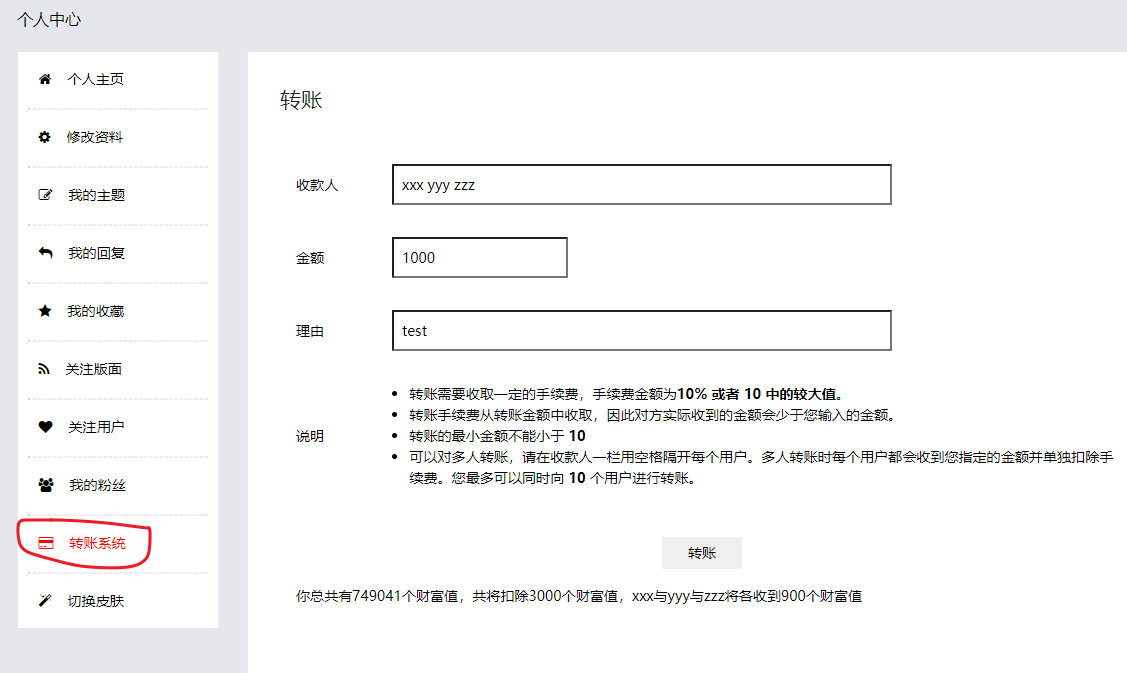 个人中心
个人主页
修改资料
我的主题
我的回复
我的收藏
关注版面
关注用户
我的粉丝
转账系统
切换皮肤
转账
收款人
xxx yyy zzz
金额
1000
理由
test
说明
转账需要收取一定的手续费，手续费金额为10% 或者 10 中的较大值。
转账手续费从转账金额中收取，因此对方实际收到的金额会少于您输入的金额。
转账的最小金额不能小于 10
可以对多人转账，请在收款人一栏用空格隔开每个用户。多人转账时每个用户都会收到您指定的金额并单独扣除手
续费。您最多可以同时向 10 个用户进行转账。
转账
你总共有749041个财富值，共将扣除3000个财富值，xxx与yyy与zzz将各收到900个财富值